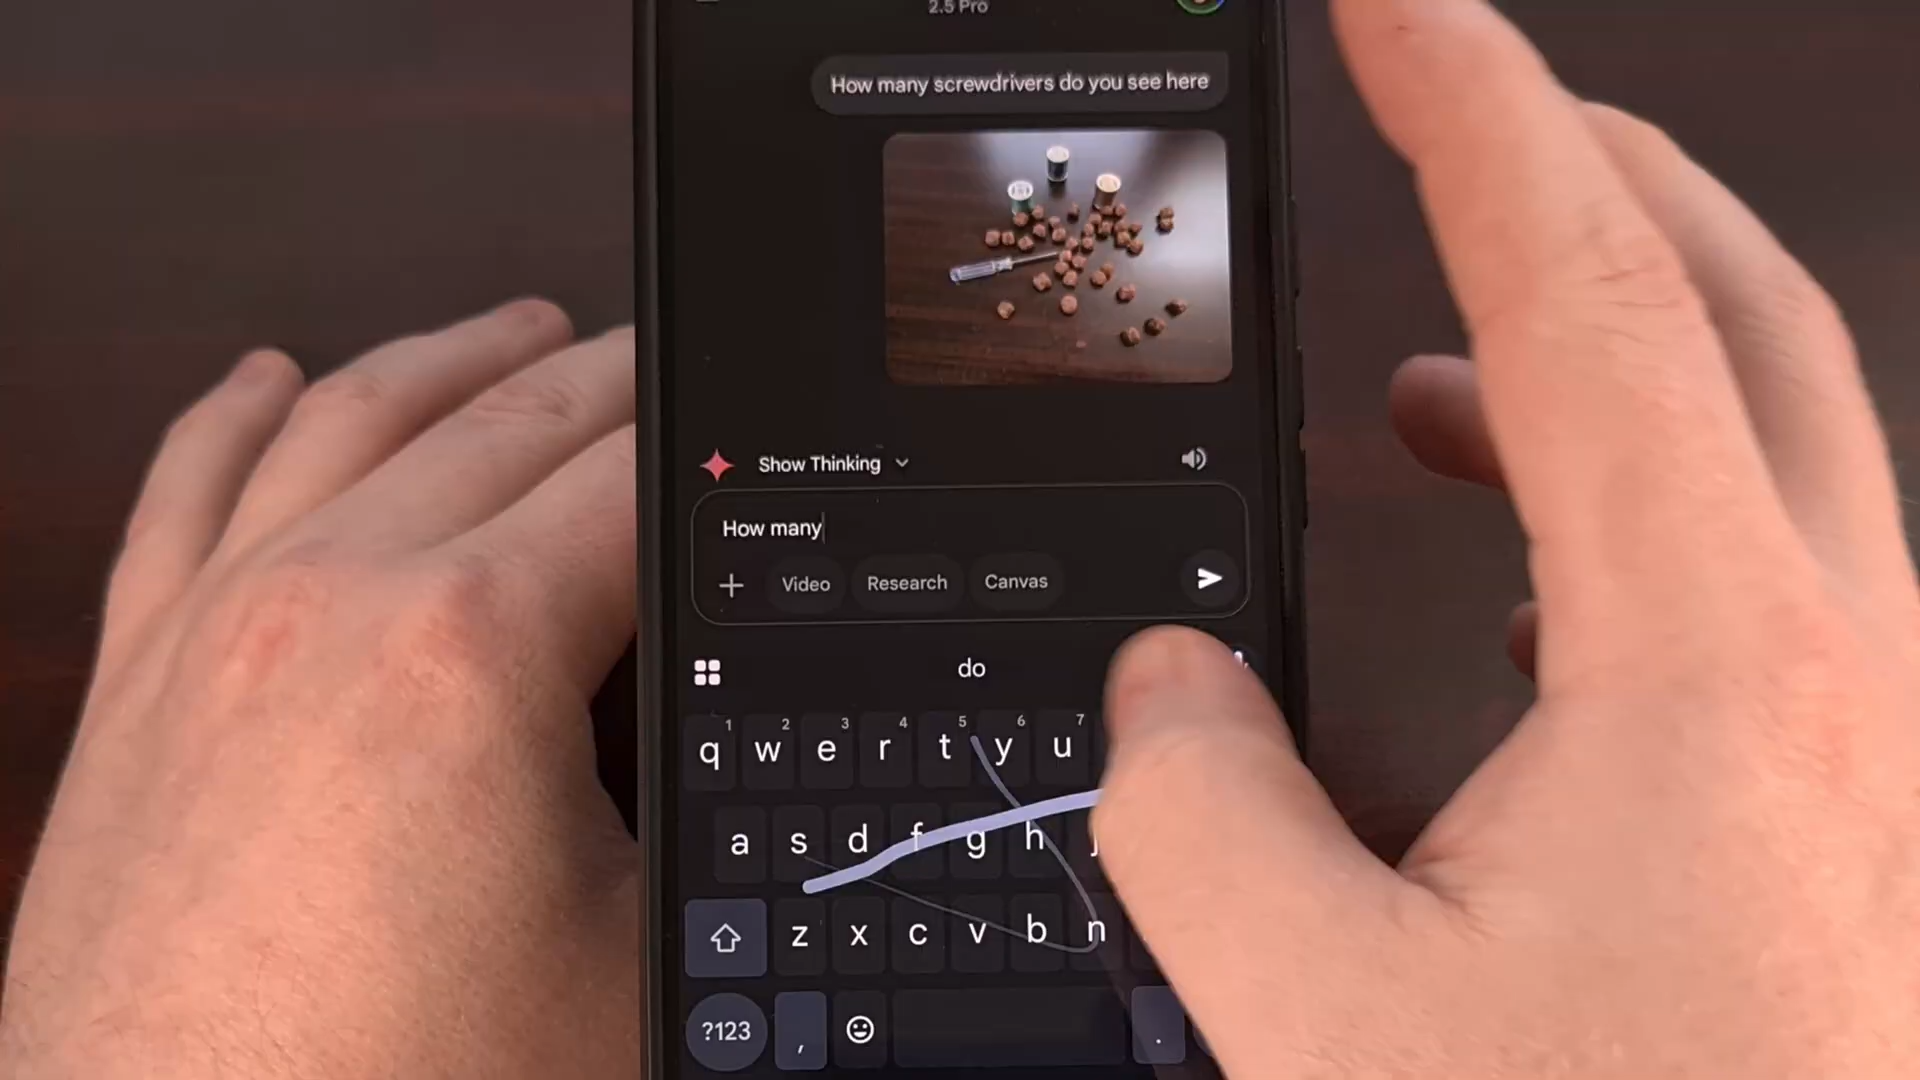 2.5 Pro
How many screwdrivers do you see here
Show Thinking
How many
Video Research Canvas
do
1 2 3 4 5 6 7
q w e r t y u
a s d f g h j
z x c v b n
?123 , .